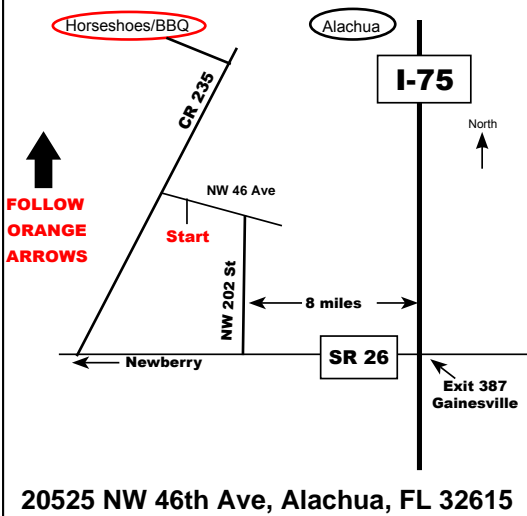 Horseshoes/BBQ
Alachua
I-75
CR 235
North
NW 46 Ave
FOLLOW
ORANGE
ARROWS
Start
NW 202 St
8 miles
Newberry
SR 26
Exit 387
Gainesville
20525 NW 46th Ave, Alachua, FL 32615